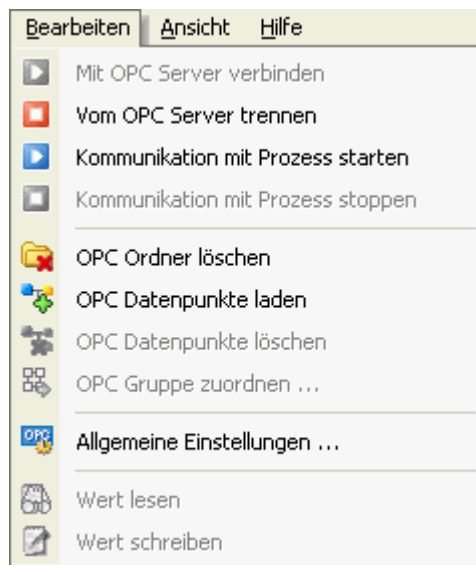 Bearbeiten Ansicht Hilfe
Mit OPC Server verbinden
Vom OPC Server trennen
Kommunikation mit Prozess starten
Kommunikation mit Prozess stoppen
OPC Ordner löschen
OPC Datenpunkte laden
OPC Datenpunkte löschen
OPC Gruppe zuordnen ...
OPC
Allgemeine Einstellungen ...
Wert lesen
Wert schreiben